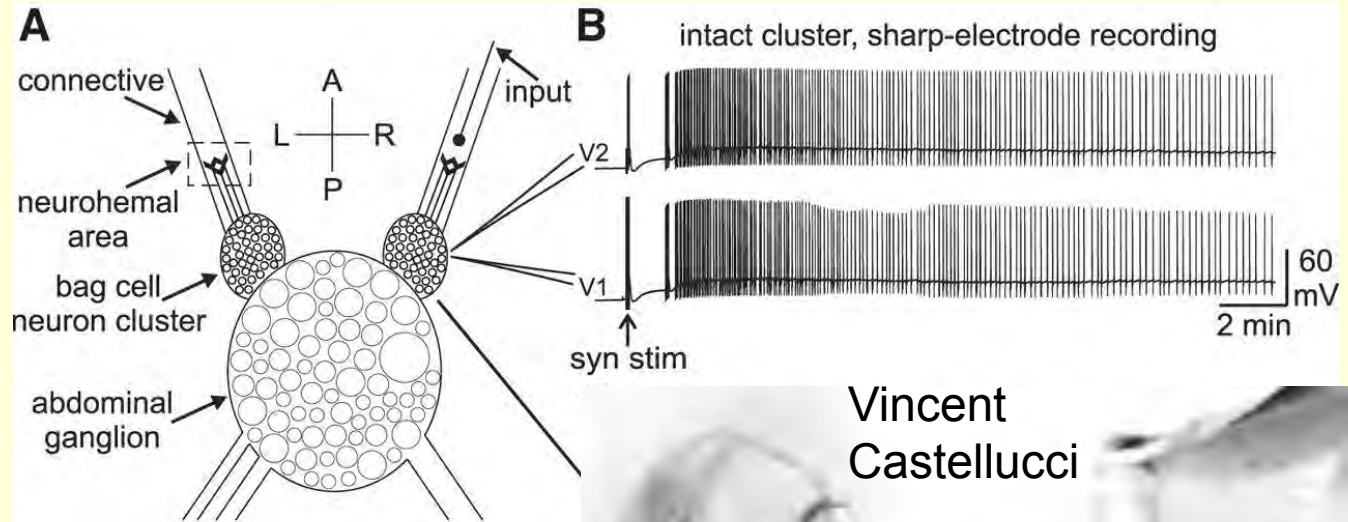 A
connective
neurohemal
area
bag cell
neuron cluster
abdominal
ganglion
A
L R
P
input
B
intact cluster, sharp-electrode recording
V2
V1
60
mV
2 min
syn stim
Vincent
Castellucci